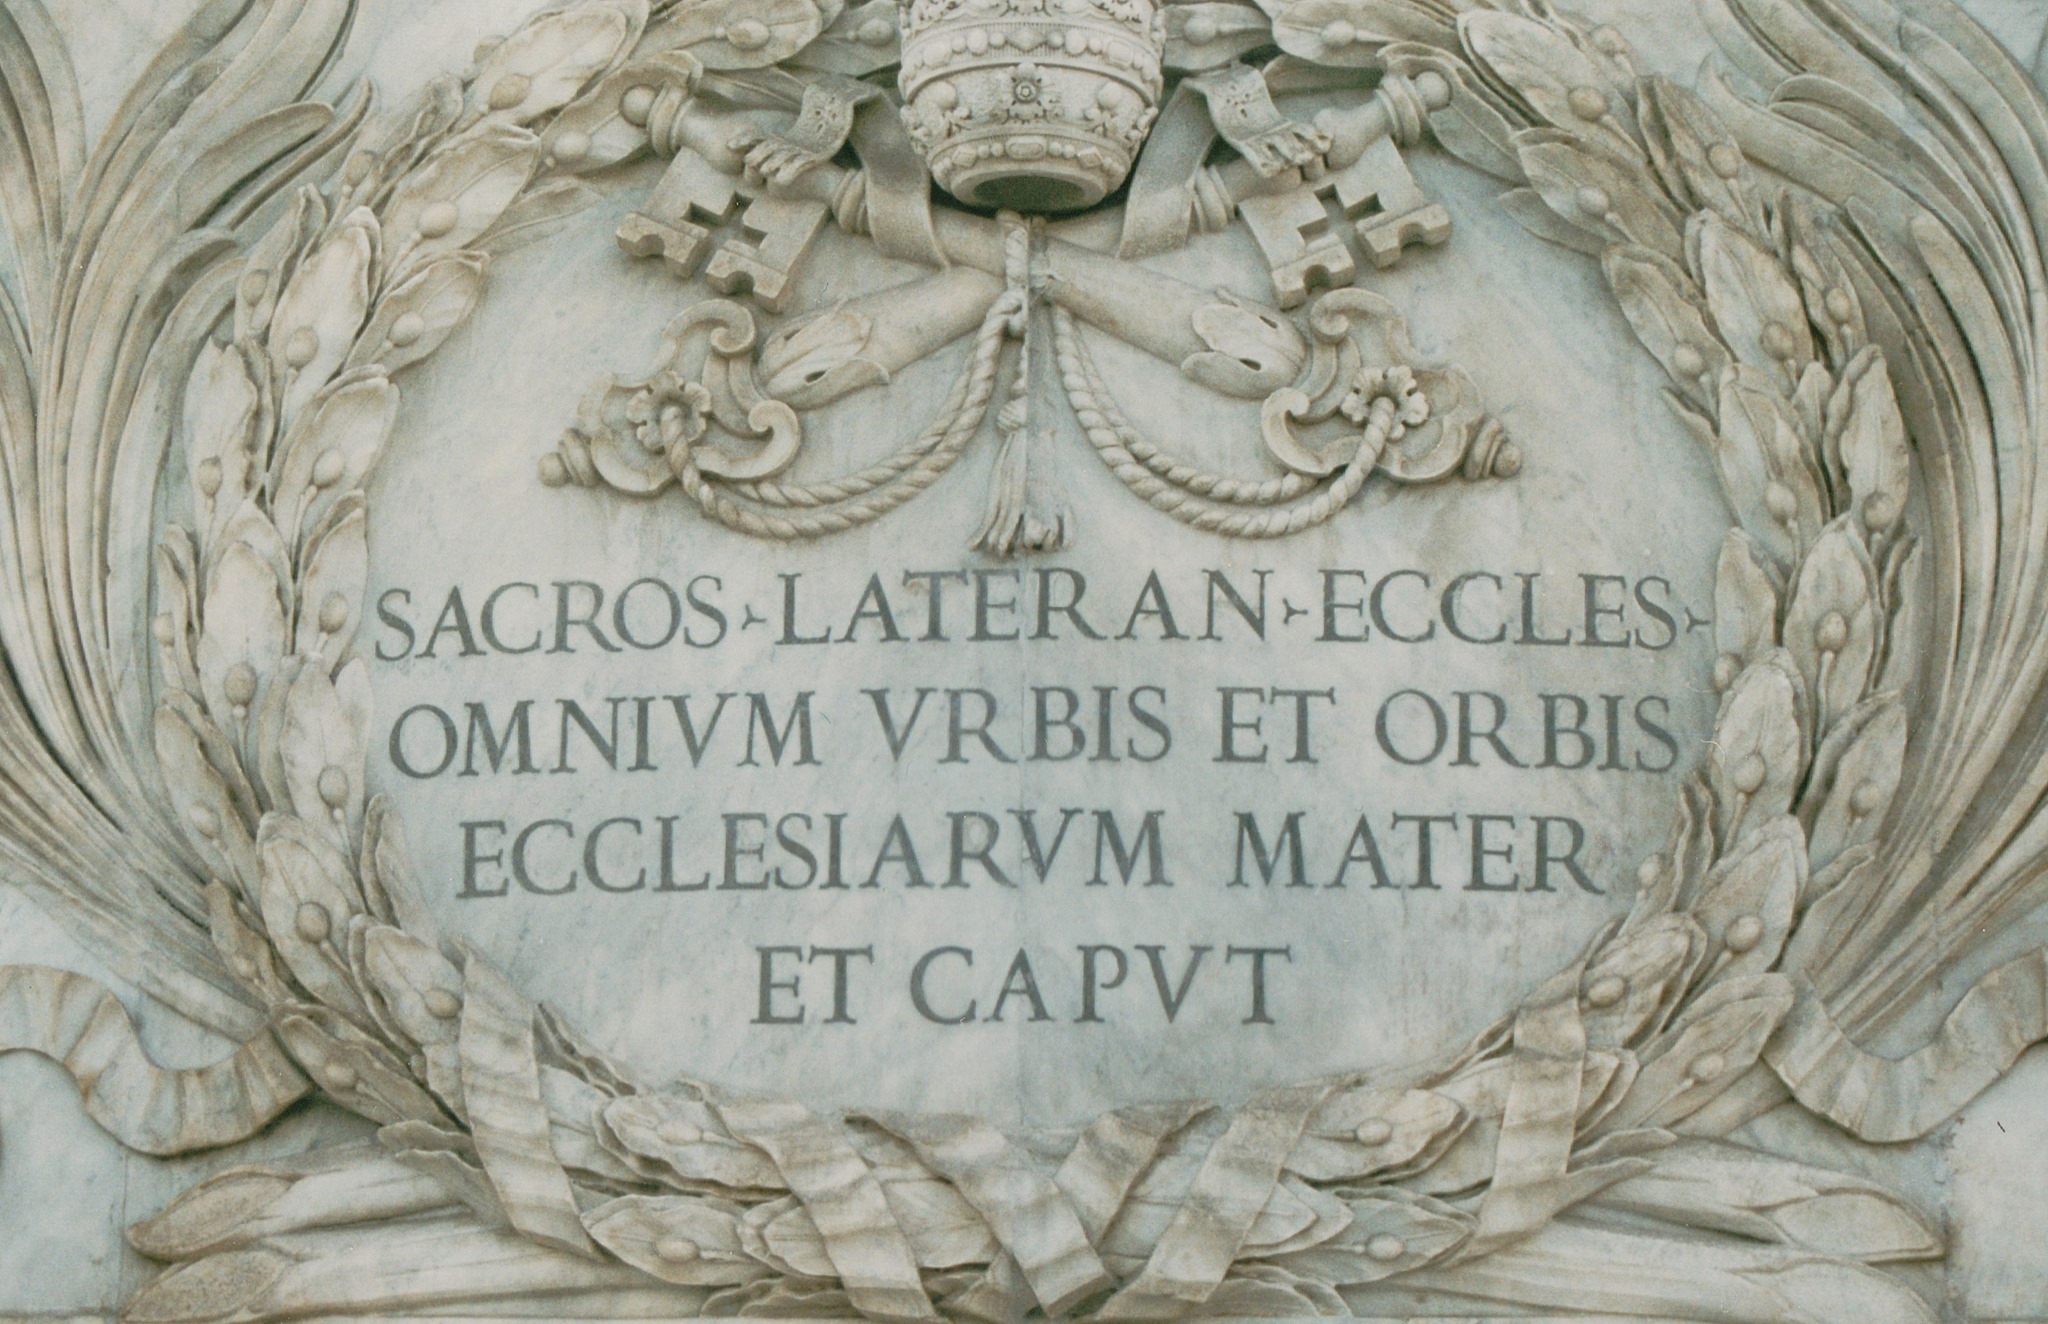 SACROS·LATERAN·ECCLES·
OMNIVM VRBIS ET ORBIS
ECCLESIARVM MATER
ET CAPVT